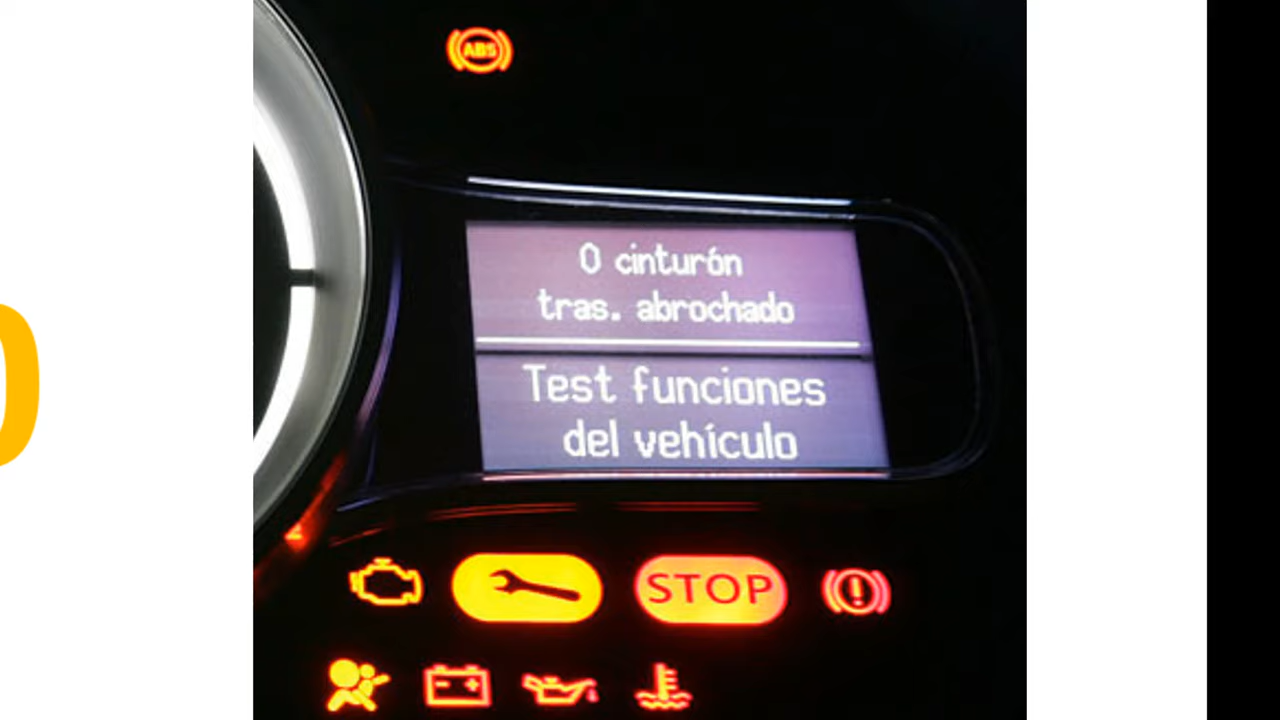 ABS
0 cinturón
tras. abrochado
Test funciones
del vehículo
STOP